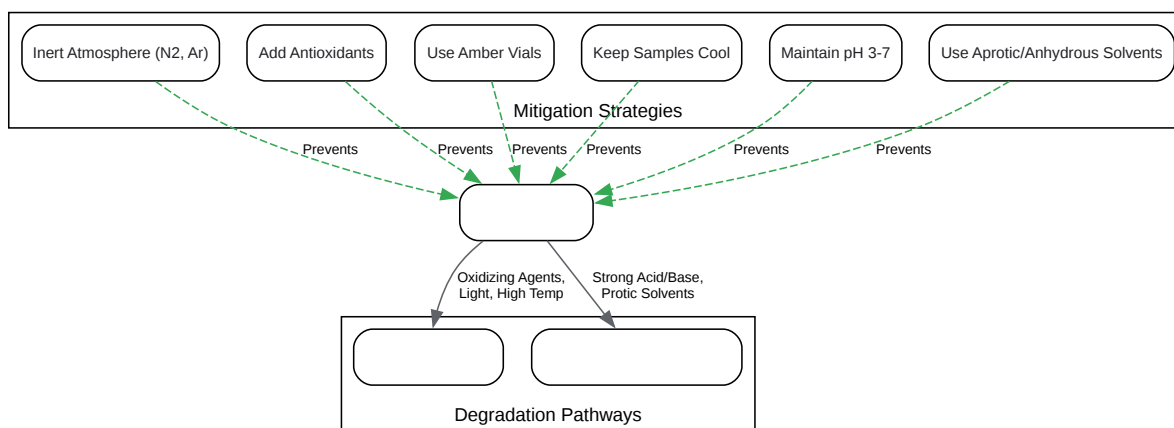 Inert Atmosphere (N2, Ar)
Add Antioxidants
Use Amber Vials
Keep Samples Cool
Maintain pH 3-7
Use Aprotic/Anhydrous Solvents
Mitigation Strategies
Prevents
Prevents
Prevents
Prevents
Prevents
Prevents
Oxidizing Agents,
Light, High Temp
Strong Acid/Base,
Protic Solvents
Degradation Pathways